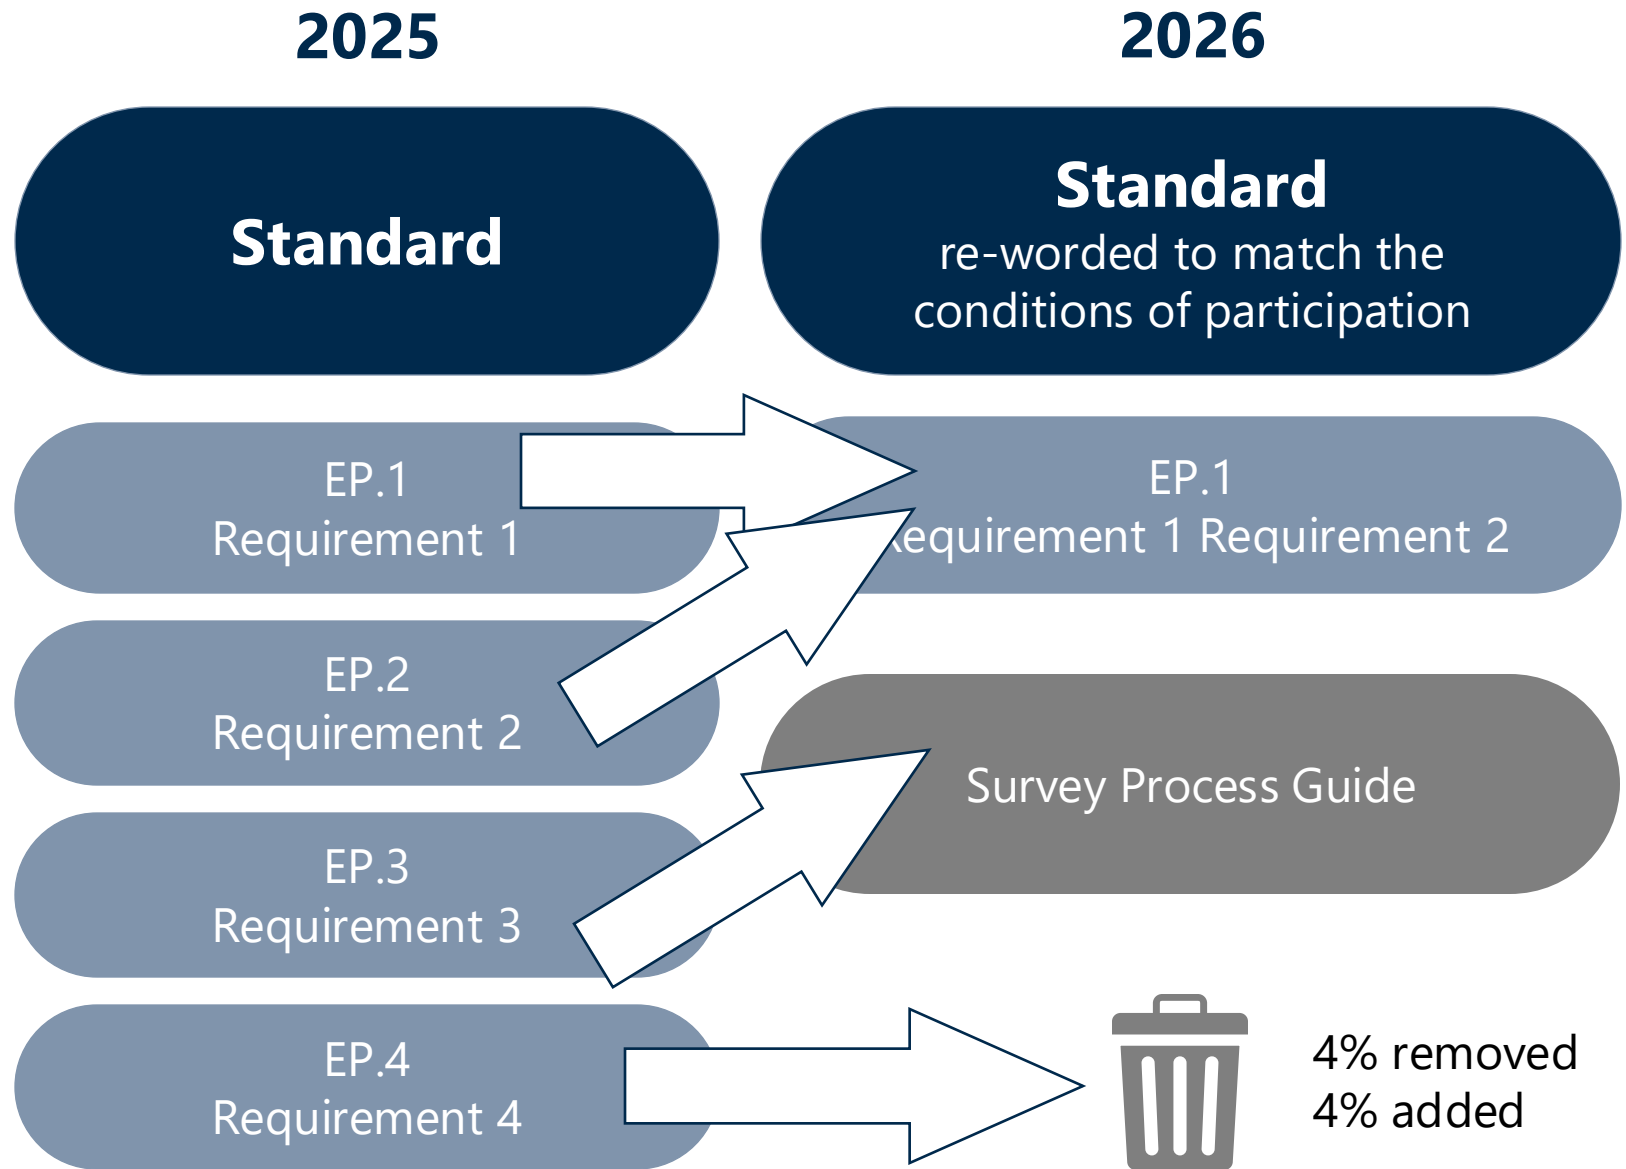 2025
2026
Standard
Standard
re-worded to match the
conditions of participation
EP.1
Requirement 1
EP.1
Requirement 1 Requirement 2
EP.2
Requirement 2
Survey Process Guide
EP.3
Requirement 3
EP.4
Requirement 4
4% removed
4% added